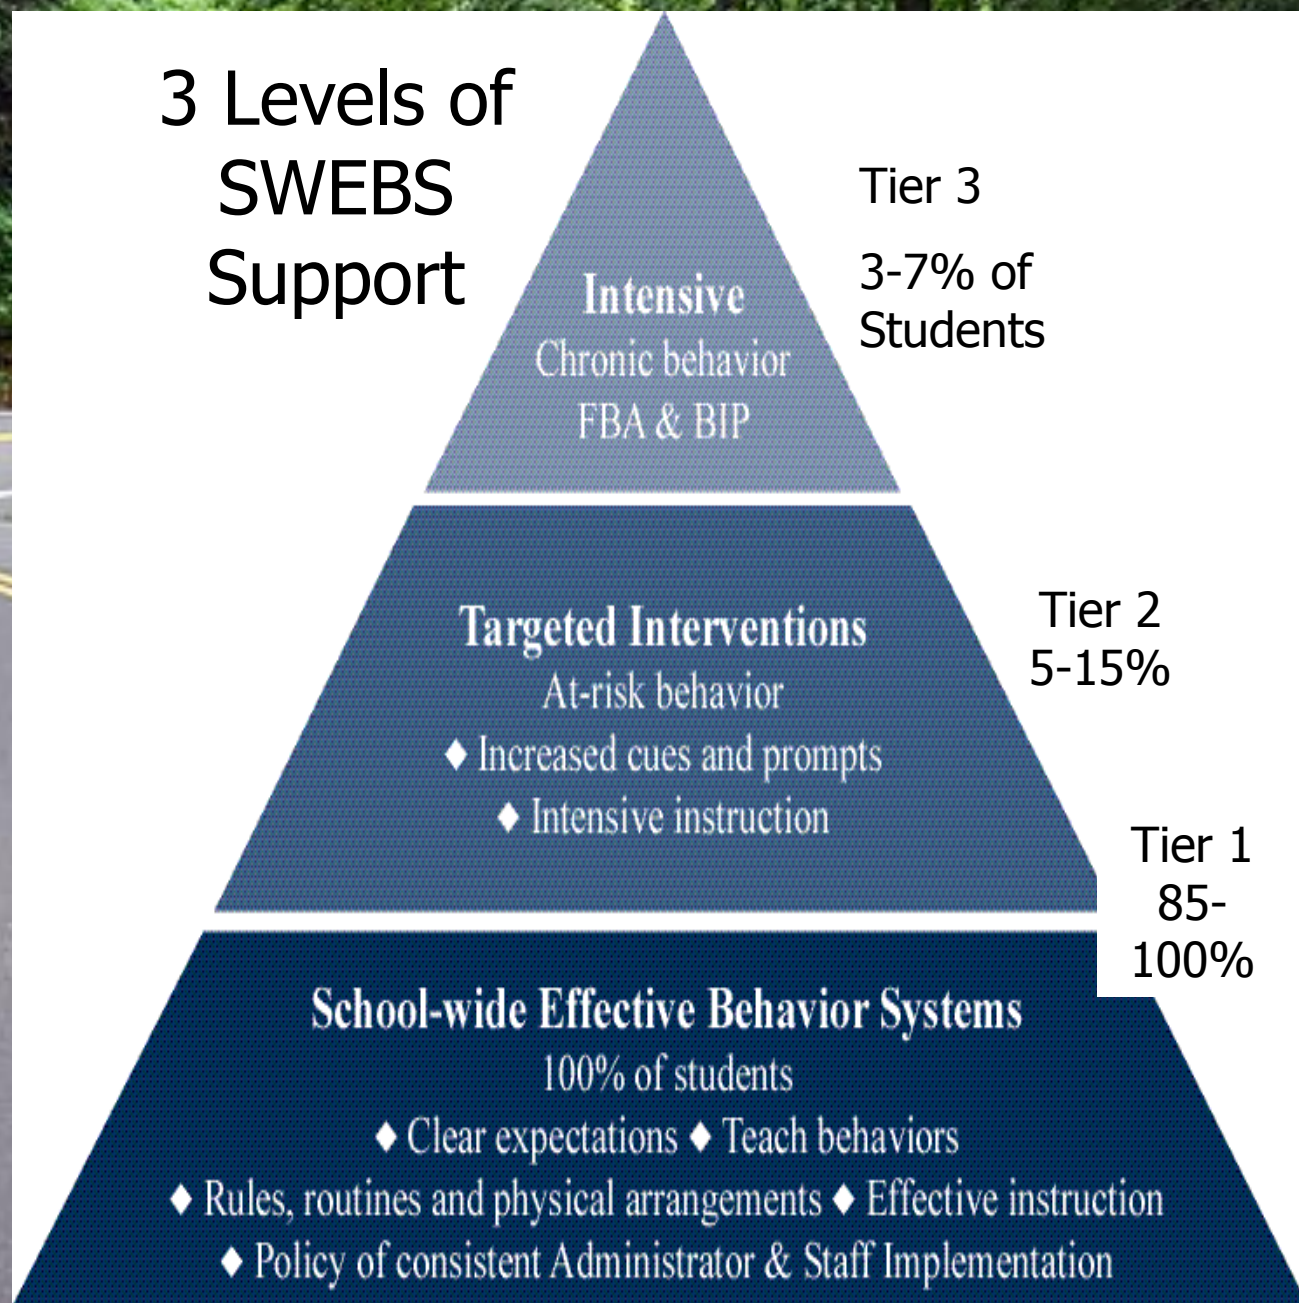 3 Levels of
SWEBS
Support
Tier 3
3-7% of
Students
Intensive
Chronic behavior
FBA & BIP
Tier 2
5-15%
Targeted Interventions
At-risk behavior
♦ Increased cues and prompts
♦ Intensive instruction
Tier 1
85-
100%
School-wide Effective Behavior Systems
100% of students
♦ Clear expectations ♦ Teach behaviors
♦ Rules, routines and physical arrangements ♦ Effective instruction
♦ Policy of consistent Administrator & Staff Implementation